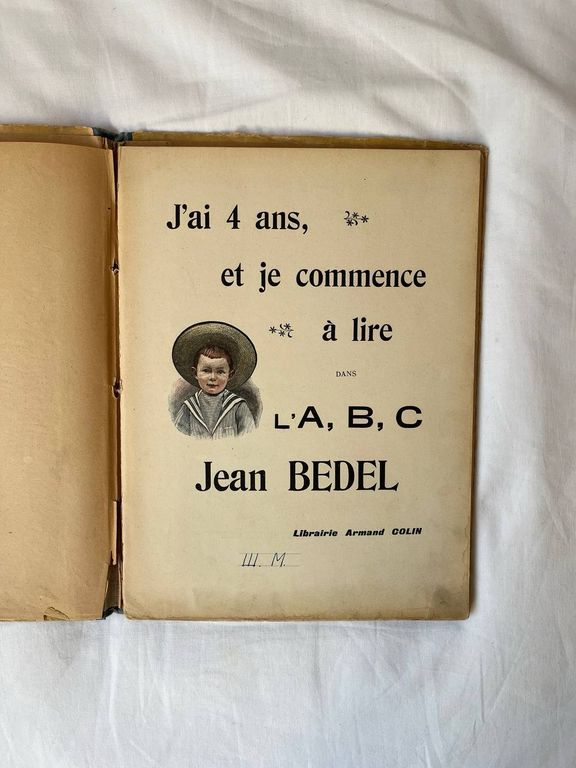 J'ai 4 ans,
et je commence
à lire
DANS
L'A, B, C
Jean BEDEL
Librairie Armand COLIN
Ш. М.